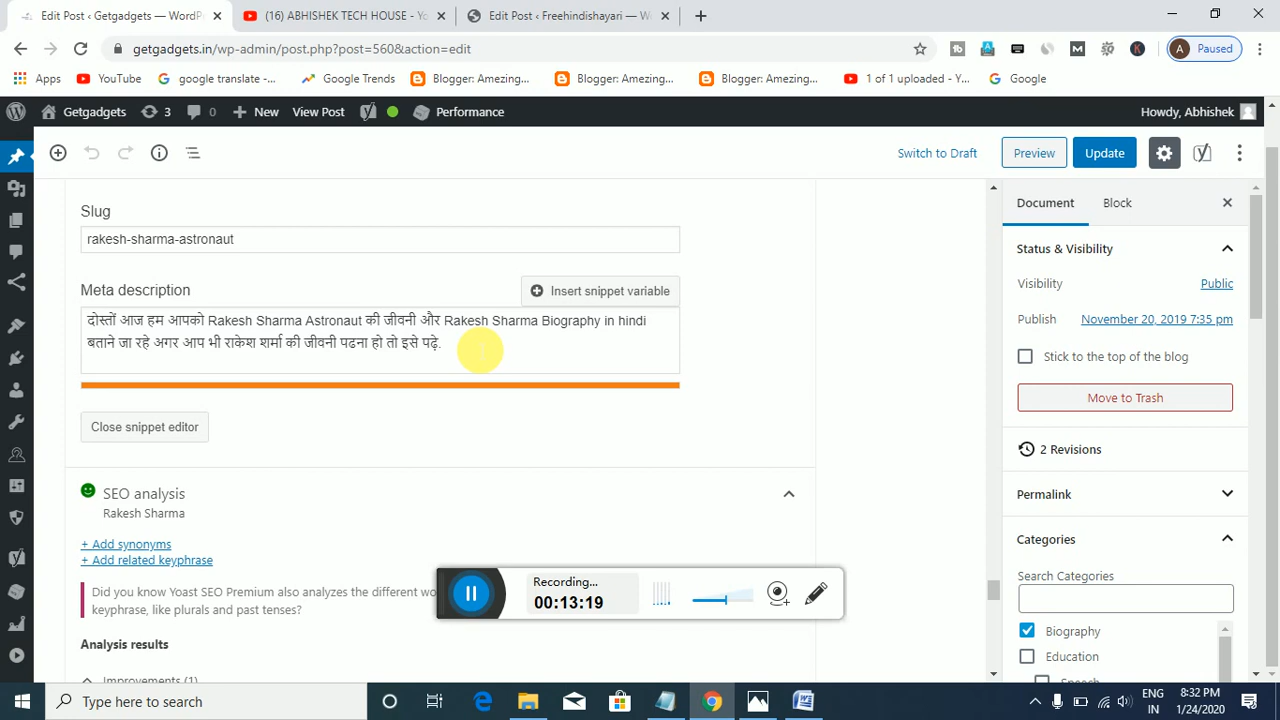 Edit Post ‹ Getgadgets — WordPr
(16) ABHISHEK TECH HOUSE - Yo
Edit Post ‹ Freehindishayari — Wo
getgadgets.in/wp-admin/post.php?post=560&action=edit
Paused
Apps
YouTube
google translate -...
Google Trends
Blogger: Amezing,...
Blogger: Amezing,...
Blogger: Amezing,...
1 of 1 uploaded - Y...
Google
Getgadgets
3
0
New
View Post
Performance
Howdy, Abhishek
Switch to Draft
Preview
Update
Slug
rakesh-sharma-astronaut
Meta description
Insert snippet variable
दोस्तों आज हम आपको Rakesh Sharma Astronaut की जीवनी और Rakesh Sharma Biography in hindi
बताने जा रहे अगर आप भी राकेश शर्मा की जीवनी पढना हो तो इसे पढ़े.
Close snippet editor
SEO analysis
Rakesh Sharma
+ Add synonyms
+ Add related keyphrase
Did you know Yoast SEO Premium also analyzes the different wo
keyphrase, like plurals and past tenses?
Analysis results
Improvements (1)
Recording...
00:13:19
Document
Block
Status & Visibility
Visibility
Public
Publish
November 20, 2019 7:35 pm
Stick to the top of the blog
Move to Trash
2 Revisions
Permalink
Categories
Search Categories
Biography
Education
Speech
Type here to search
ENG
IN
8:32 PM
1/24/2020